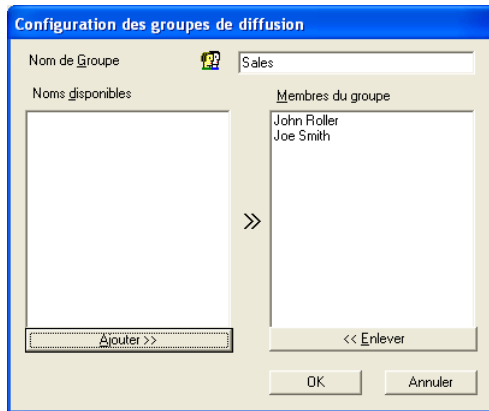 Configuration des groupes de diffusion
Nom de Groupe
Sales
Noms disponibles
Membres du groupe
John Roller
Joe Smith
>>
Ajouter >>
<< Enlever
OK
Annuler